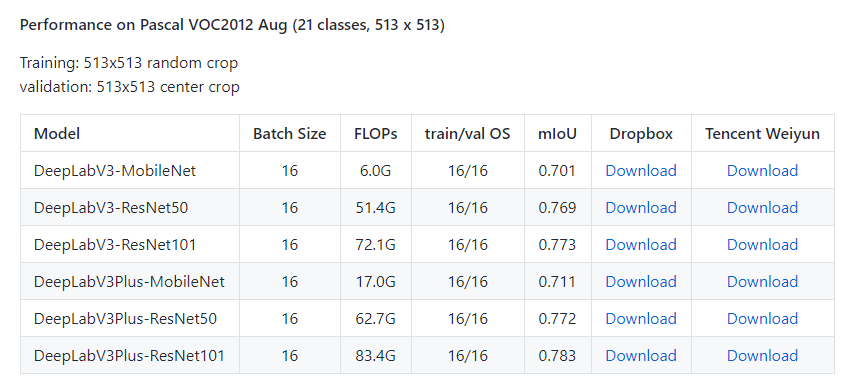 Performance on Pascal VOC2012 Aug (21 classes, 513 x 513)
Training: 513x513 random crop
validation: 513x513 center crop
Model Batch Size FLOPs train/val OS mIoU Dropbox Tencent Weiyun
DeepLabV3-MobileNet 16 6.0G 16/16 0.701 Download Download
DeepLabV3-ResNet50 16 51.4G 16/16 0.769 Download Download
DeepLabV3-ResNet101 16 72.1G 16/16 0.773 Download Download
DeepLabV3Plus-MobileNet 16 17.0G 16/16 0.711 Download Download
DeepLabV3Plus-ResNet50 16 62.7G 16/16 0.772 Download Download
DeepLabV3Plus-ResNet101 16 83.4G 16/16 0.783 Download Download